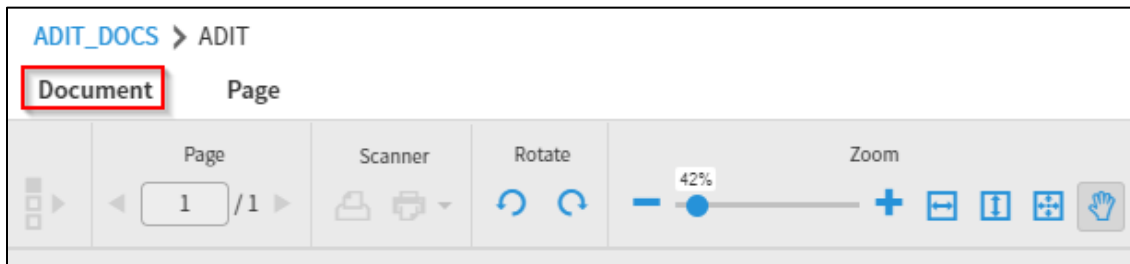 ADIT_DOCS > ADIT
Document Page
Page Scanner Rotate Zoom
1 / 1 42%